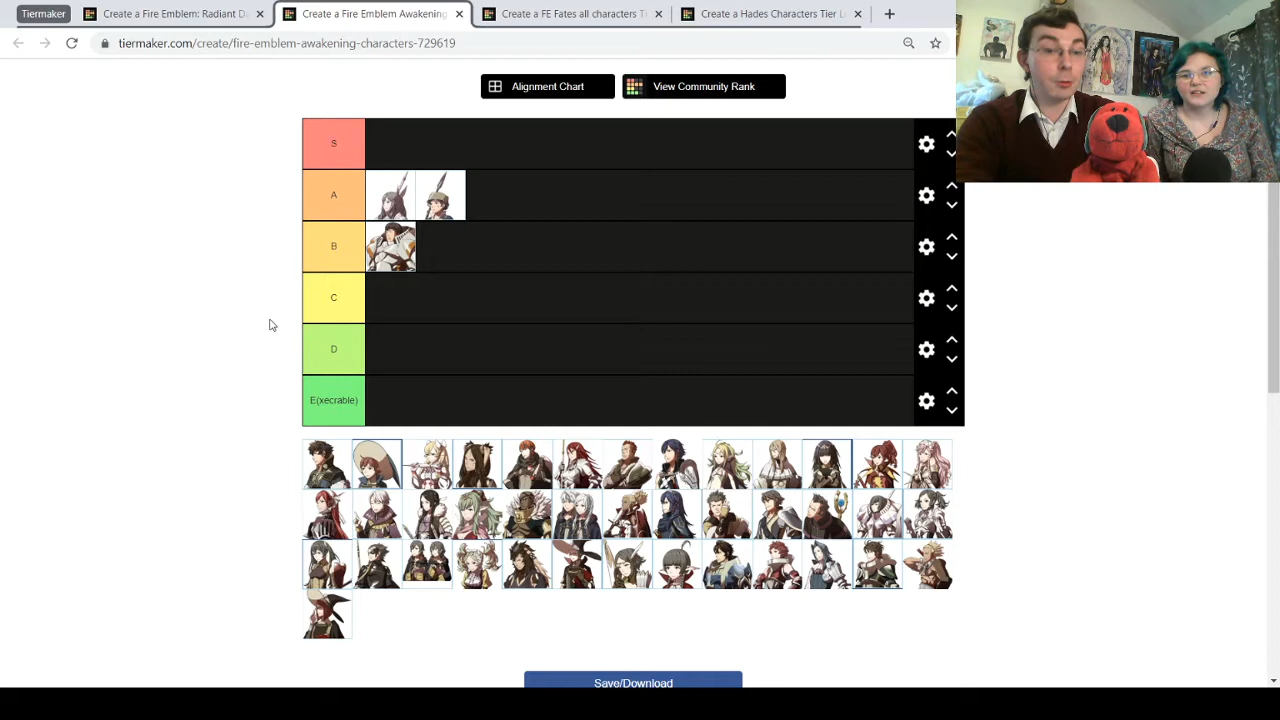 Tiermaker
Create a Fire Emblem: Radiant D
Create a Fire Emblem Awakening
Create a FE Fates all characters T
Create a Hades Characters Tier L
tiermaker.com/create/fire-emblem-awakening-characters-729619
Alignment Chart
View Community Rank
S
A
B
C
D
E(xecrable)
Save/Download